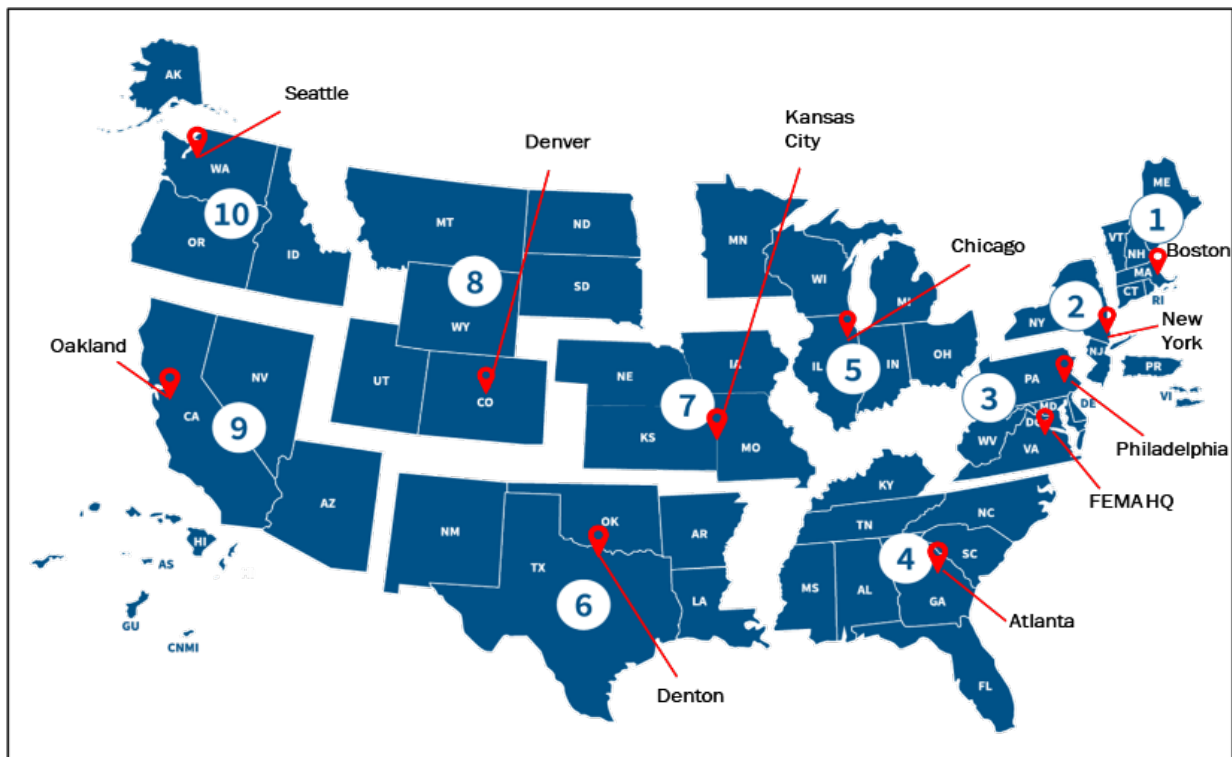 AK
Seattle
WA
10
OR
ID
MT
ND
8
SD
WY
Denver
UT
CO
Kansas
City
MN
WI
MI
Chicago
IL
IN
OH
5
ME
1
VT
NH
Boston
MA
CT
RI
2
NY
New
York
NJ
PR
VI
PA
3
MD
DE
DC
WV
VA
Philadelphia
FEMA HQ
Oakland
NV
CA
9
AZ
NE
IA
7
KS
MO
KY
TN
NC
SC
4
MS
AL
GA
Atlanta
FL
NM
OK
AR
TX
LA
6
Denton
HI
AS
GU
CNMI